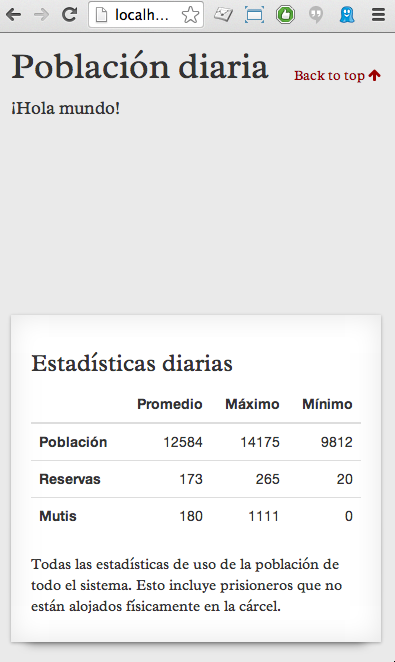 localh...
Población diaria
Back to top
¡Hola mundo!
Estadísticas diarias
Promedio Máximo Mínimo
Población 12584 14175 9812
Reservas 173 265 20
Mutis 180 1111 0
Todas las estadísticas de uso de la población de
todo el sistema. Esto incluye prisioneros que no
están alojados físicamente en la cárcel.